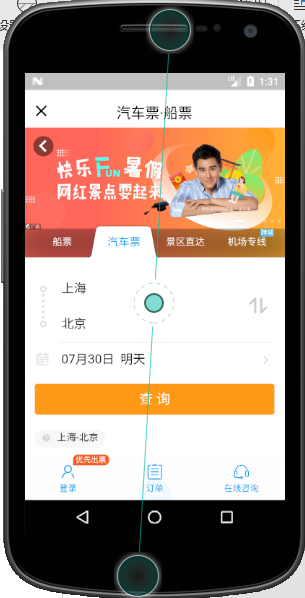 1:31
汽车票·船票
快乐Fun暑假
网红景点耍起来
广告
船票
汽车票
景区直达
机场专线
上海
北京
07月30日 明天
查询
上海-北京
优先出票
登录
订单
在线咨询